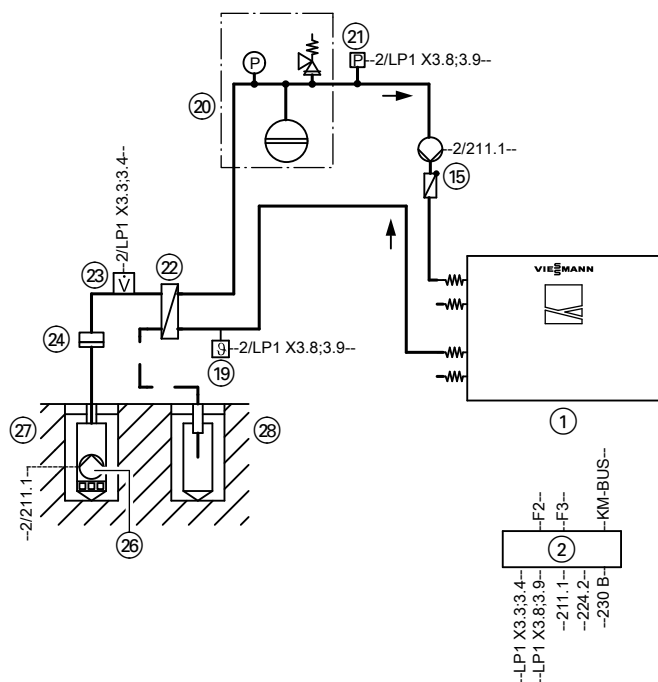 21
P
P
--2/LP1 X3.8;3.9--
20
--2/211.1--
15
--2/LP1 X3.3;3.4--
23
V
22
VIESMANN
24
ϑ
--2/LP1 X3.8;3.9--
19
1
27
28
--2/211.1--
26
--F2--
--F3--
--KM-BUS--
2
--LP1 X3.3;3.4--
--LP1 X3.8;3.9--
--211.1--
--224.2--
--230 B--